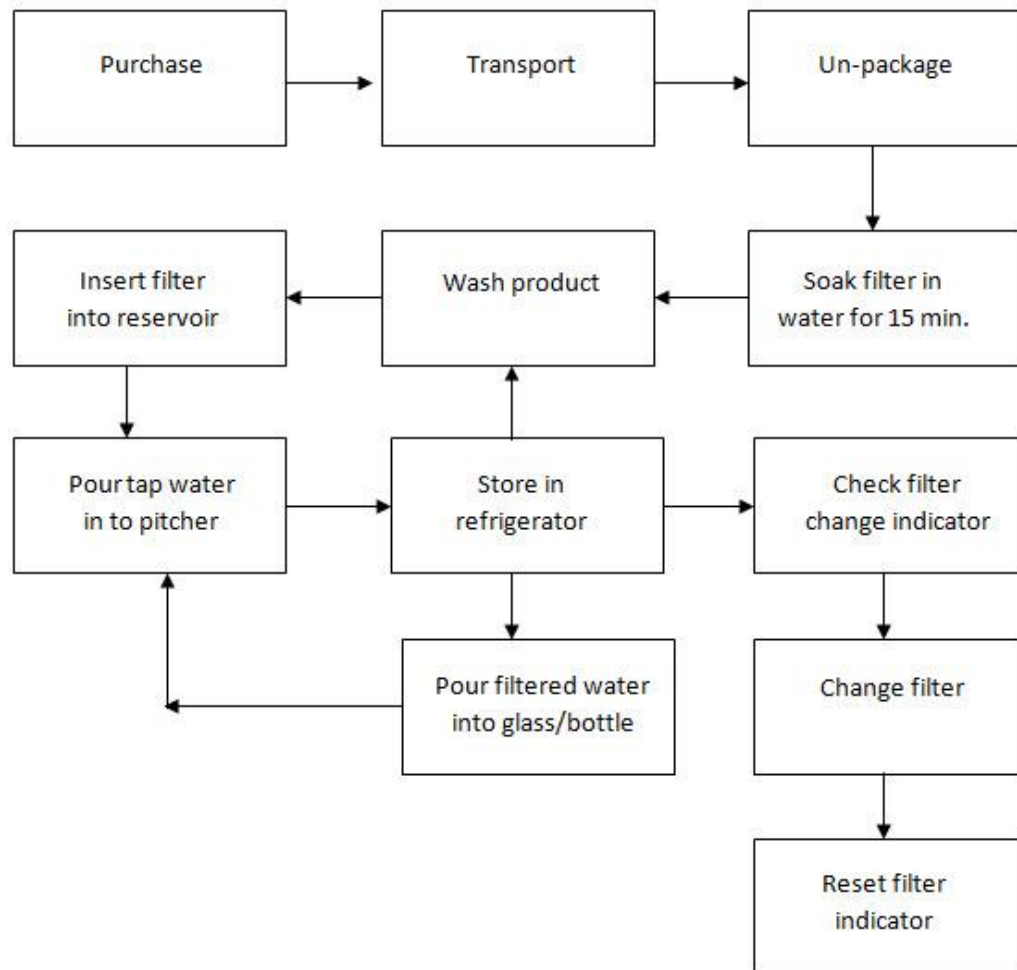 Purchase
Transport
Un-package
Insert filter
into reservoir
Wash product
Soak filter in
water for 15 min.
Pour tap water
in to pitcher
Store in
refrigerator
Check filter
change indicator
Pour filtered water
into glass/bottle
Change filter
Reset filter
indicator